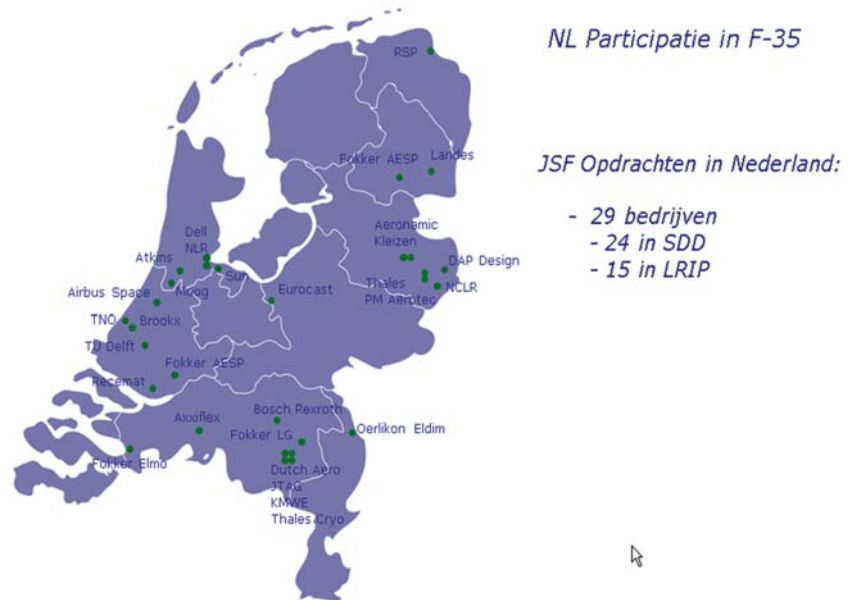 NL Participatie in F-35
JSF Opdrachten in Nederland:
- 29 bedrijven
- 24 in SDD
- 15 in LRIP
RSP
Fokker AESP
Landes
Aeronamic
Kleizen
DAP Design
Thales
PM Aerotec
NCLR
Dell
NLR
Atkins
Sun
Moog
Airbus Space
Eurocast
TNO
Brookx
TU Delft
Fokker AESP
Recemat
Axxiflex
Bosch Rexroth
Fokker LG
Oerlikon Eldim
Fokker Elmo
Dutch Aero
JTAG
KMWE
Thales Cryo